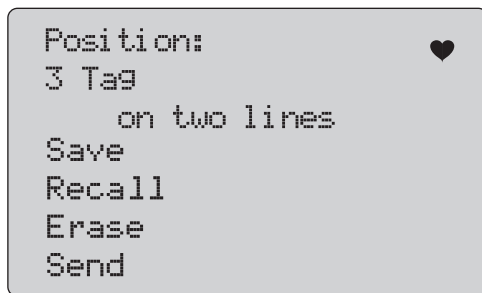 Position:
3 Tag
on two lines
Save
Recall
Erase
Send